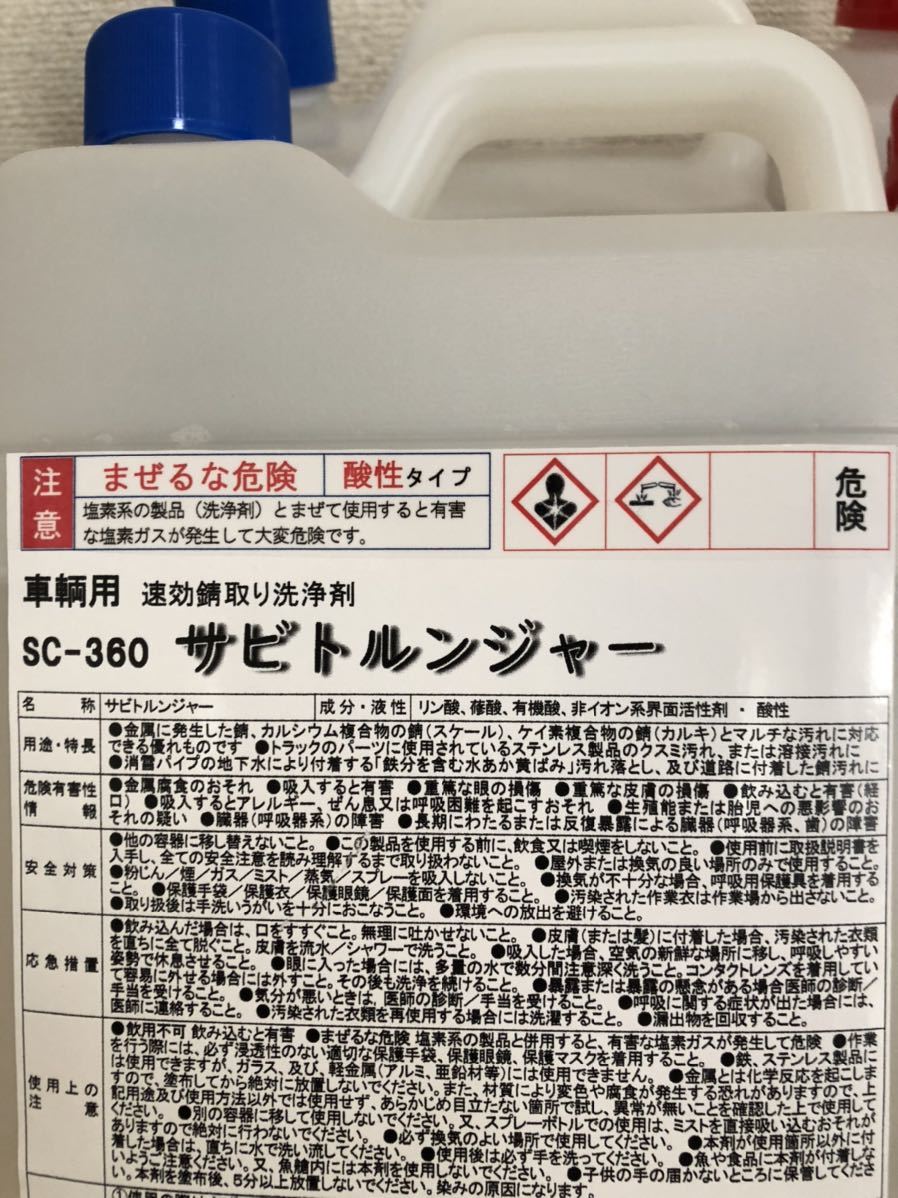 注意
まぜるな危険 酸性タイプ
塩素系の製品（洗浄剤）とまぜて使用すると有害
な塩素ガスが発生して大変危険です。
危険
車輌用 速効錆取り洗浄剤
SC-360 サビトルンジャー
名 称 サビトルンジャー 成分・液性 リン酸、蓚酸、有機酸、非イオン系界面活性剤 ・ 酸性
用途・特長
●金属に発生した錆、カルシウム複合物の錆（スケール）、ケイ素複合物の錆（カルキ）とマルチな汚れに対応
できる優れものです ●トラックのパーツに使用されているステンレス製品のクスミ汚れ、または溶接汚れに
●消雷パイプの地下水により付着する「鉄分を含む水あか黄ばみ」汚れ落とし、及び道路に付着した錆汚れに
危険有害性
情 報
●金属腐食のおそれ ●吸入すると有害 ●重篤な眼の損傷 ●重篤な皮膚の損傷 ●飲み込むと有害（経
口） ●吸入するとアレルギー、ぜん息又は呼吸困難を起こすおそれ ●生殖能または胎児への悪影響のお
それの疑い ●臓器（呼吸器系）の障害 ●長期にわたるまたは反復暴露による臓器（呼吸器系、歯）の障害
安全対策
●他の容器に移し替えないこと。 ●この製品を使用する前に、飲食又は喫煙をしないこと。 ●使用前に取扱説明書を
入手し、全ての安全注意を読み理解するまで取り扱わないこと。 ●屋外または換気の良い場所のみで使用すること。
●粉じん／煙／ガス／ミスト／蒸気／スプレーを吸入しないこと。 ●換気が不十分な場合、呼吸用保護具を着用する
こと。 ●保護手袋／保護衣／保護眼鏡／保護面を着用すること。 ●汚染された作業衣は作業場から出さないこと。
●取り扱後は手洗いうがいを十分におこなうこと。 ●環境への放出を避けること。
応急措置
●飲み込んだ場合は、口をすすぐこと。無理に吐かせないこと。 ●皮膚（または髪）に付着した場合、汚染された衣類
を直ちに全て脱ぐこと。皮膚を流水／シャワーで洗うこと。 ●吸入した場合、空気の新鮮な場所に移し、呼吸しやすい
姿勢で休息させること。 ●眼に入った場合には、多量の水で数分間注意深く洗うこと。コンタクトレンズを着用してい
て容易に外せる場合には外すこと。その後も洗浄を続けること。 ●暴露または暴露の懸念がある場合医師の診断／
手当を受けること。 ●気分が悪いときは、医師の診断／手当を受けること。 ●呼吸に関する症状が出た場合には、
医師に連絡すること。 ●汚染された衣類を再使用する場合には洗濯すること。 ●漏出物を回収すること。
使用上の
注 意
●飲用不可 飲み込むと有害 ●まぜるな危険 塩素系の製品と併用すると、有害な塩素ガスが発生して危険 ●作業
を行う際には、必ず浸透性のない適切な保護手袋、保護眼鏡、保護マスクを着用すること。 ●鉄、ステンレス製品に
は使用できますが、ガラス、及び、軽金属（アルミ、亜鉛材等）には使用できません。 ●金属とは化学反応を起こしま
すので、塗布してから絶対に放置しないでください。また、材質により変色や腐食が発生する恐れがありますので、上
記用途及び使用方法以外では使用せず、あらかじめ目立たない箇所で試し、異常が無いことを確認した上で使用して
ください。 ●別の容器に移して使用しないでください。又、スプレーボトルでの使用は、ミストを直接吸い込むおそれが
ありますので絶対に行わないでください。 ●必ず換気のよい場所で使用してください。 ●本剤が使用箇所以外に付
着した場合は、直ちに水で洗い流してください。 ●使用後は必ず手を洗ってください。 ●魚や食品に本剤が付着しな
いようご注意ください。又、魚艙内には本剤を使用しないでください。 ●子供の手の届かないところに保管してくださ
い。本剤を塗布後、5分以上放置しないでください。染みの原因になります。